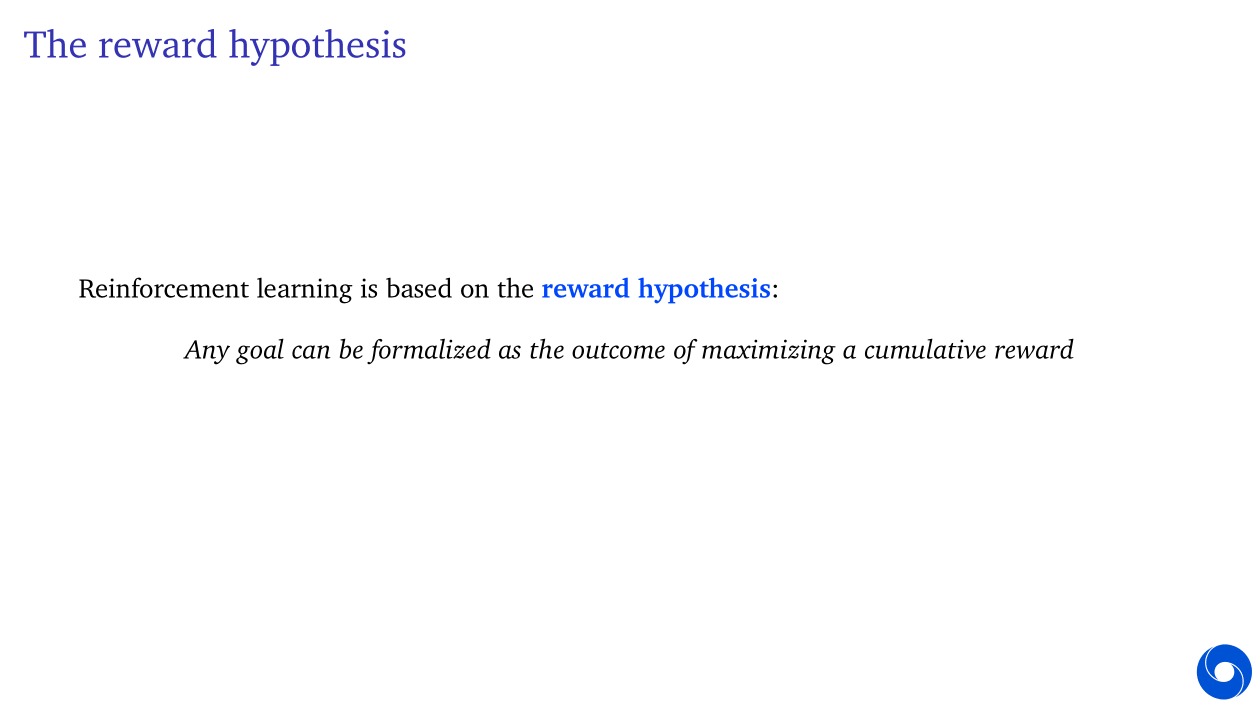 The reward hypothesis
Reinforcement learning is based on the reward hypothesis:
Any goal can be formalized as the outcome of maximizing a cumulative reward